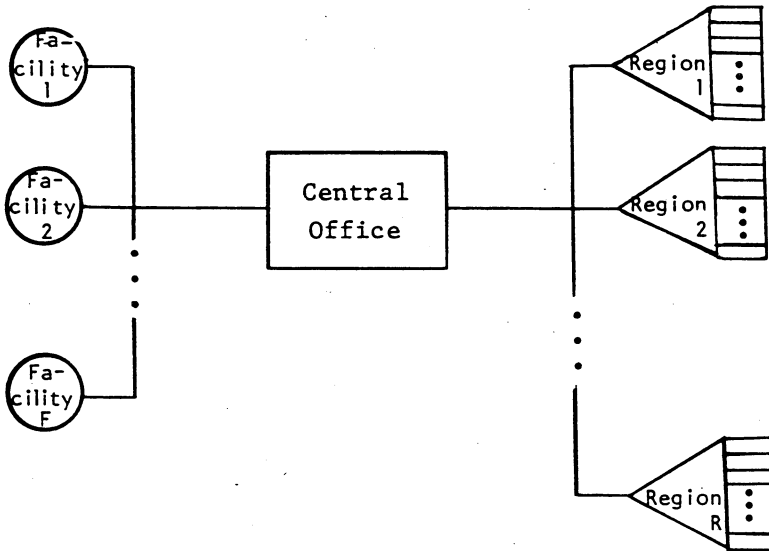 Fa-
cility
1
Fa-
cility
2
Fa-
cility
F
Central
Office
Region
1
Region
2
Region
R